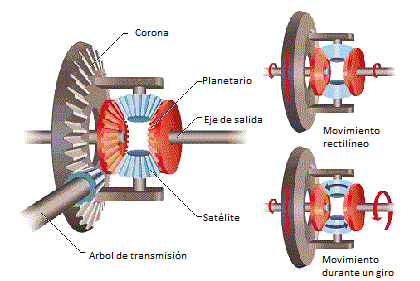 Corona
Planetario
Eje de salida
Satélite
Arbol de transmisión
Movimiento
rectilíneo
Movimiento
durante un giro